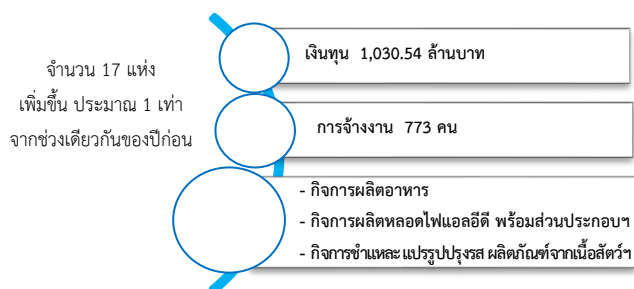 จำนวน 17 แห่ง
เพิ่มขึ้น ประมาณ 1 เท่า
จากช่วงเดียวกันของปีก่อน
เงินทุน 1,030.54 ล้านบาท
การจ้างงาน 773 คน
- กิจการผลิตอาหาร
- กิจการผลิตหลอดไฟแอลอีดี พร้อมส่วนประกอบฯ
- กิจการชำแหละ แปรรูปปรุงรส ผลิตภัณฑ์จากเนื้อสัตว์ฯ